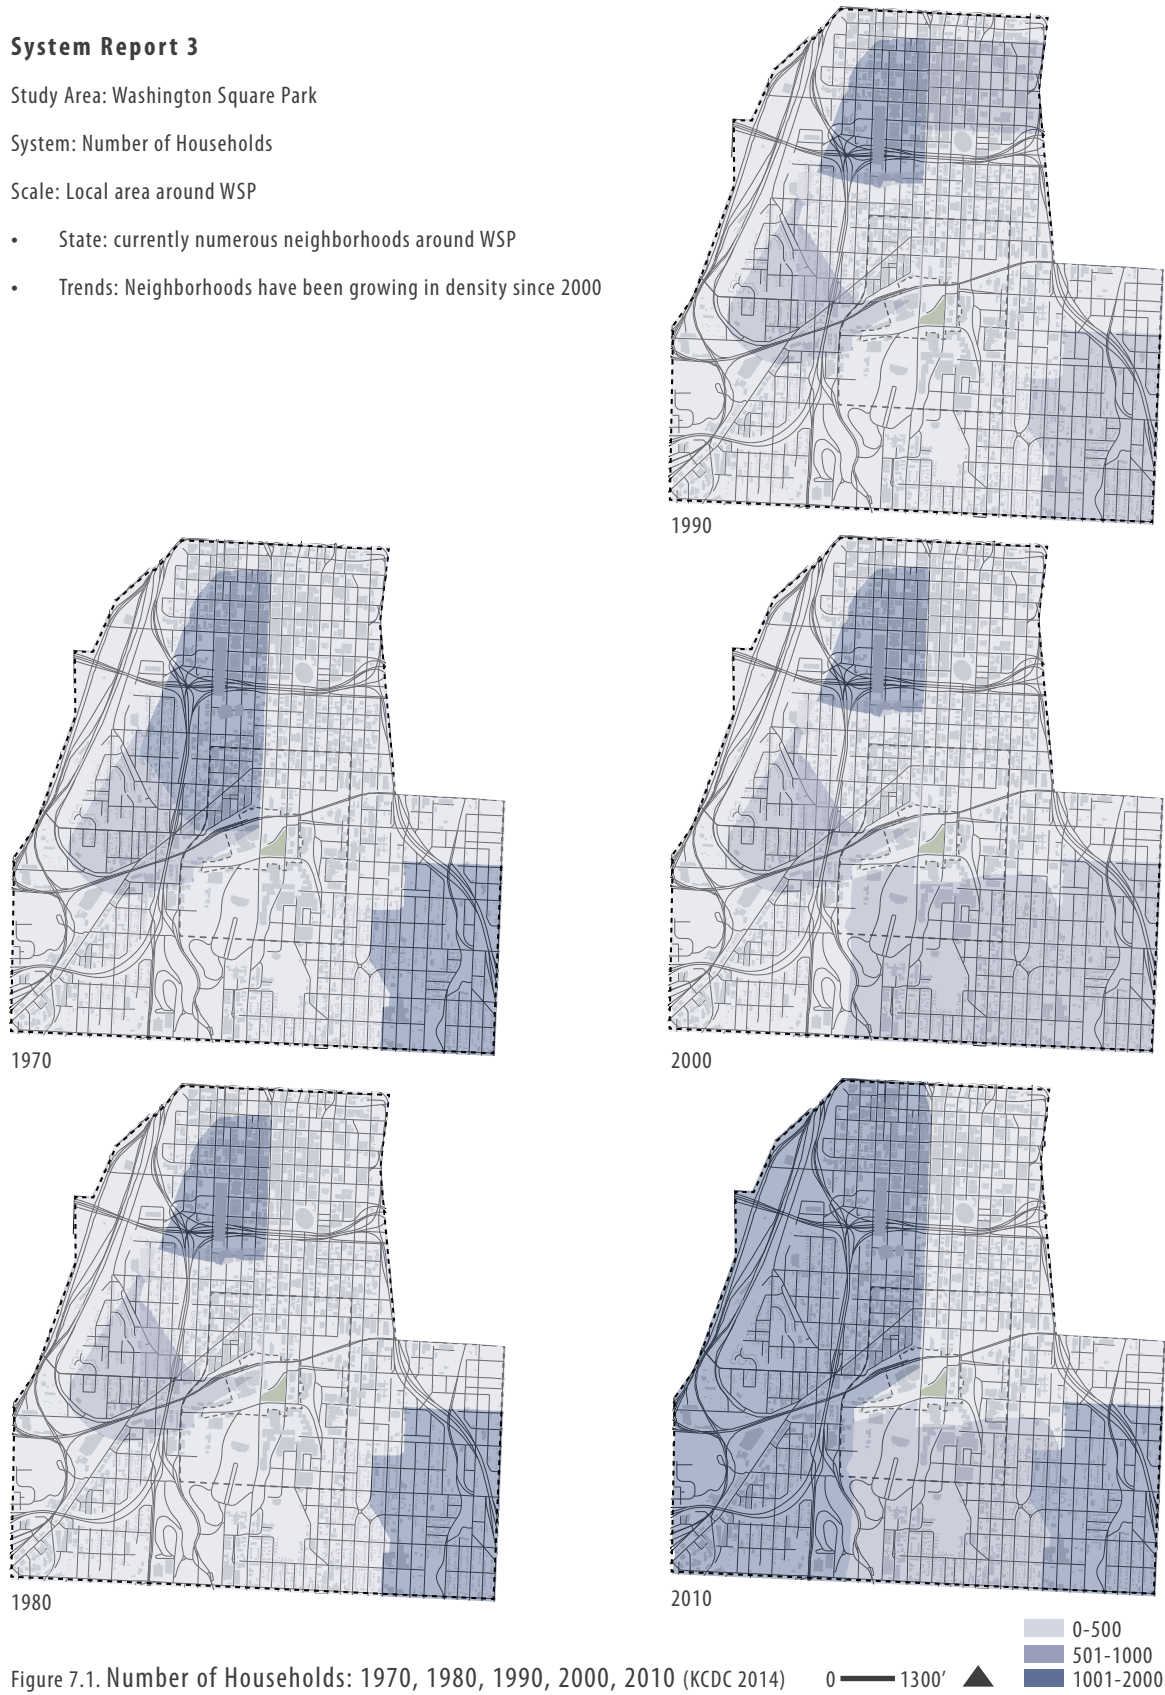 System Report 3
Study Area: Washington Square Park
System: Number of Households
Scale: Local area around WSP
• State: currently numerous neighborhoods around WSP
• Trends: Neighborhoods have been growing in density since 2000
1990
1970
2000
1980
2010
0-500
501-1000
1001-2000
Figure 7.1. Number of Households: 1970, 1980, 1990, 2000, 2010 (KCDC 2014)
0 1300'